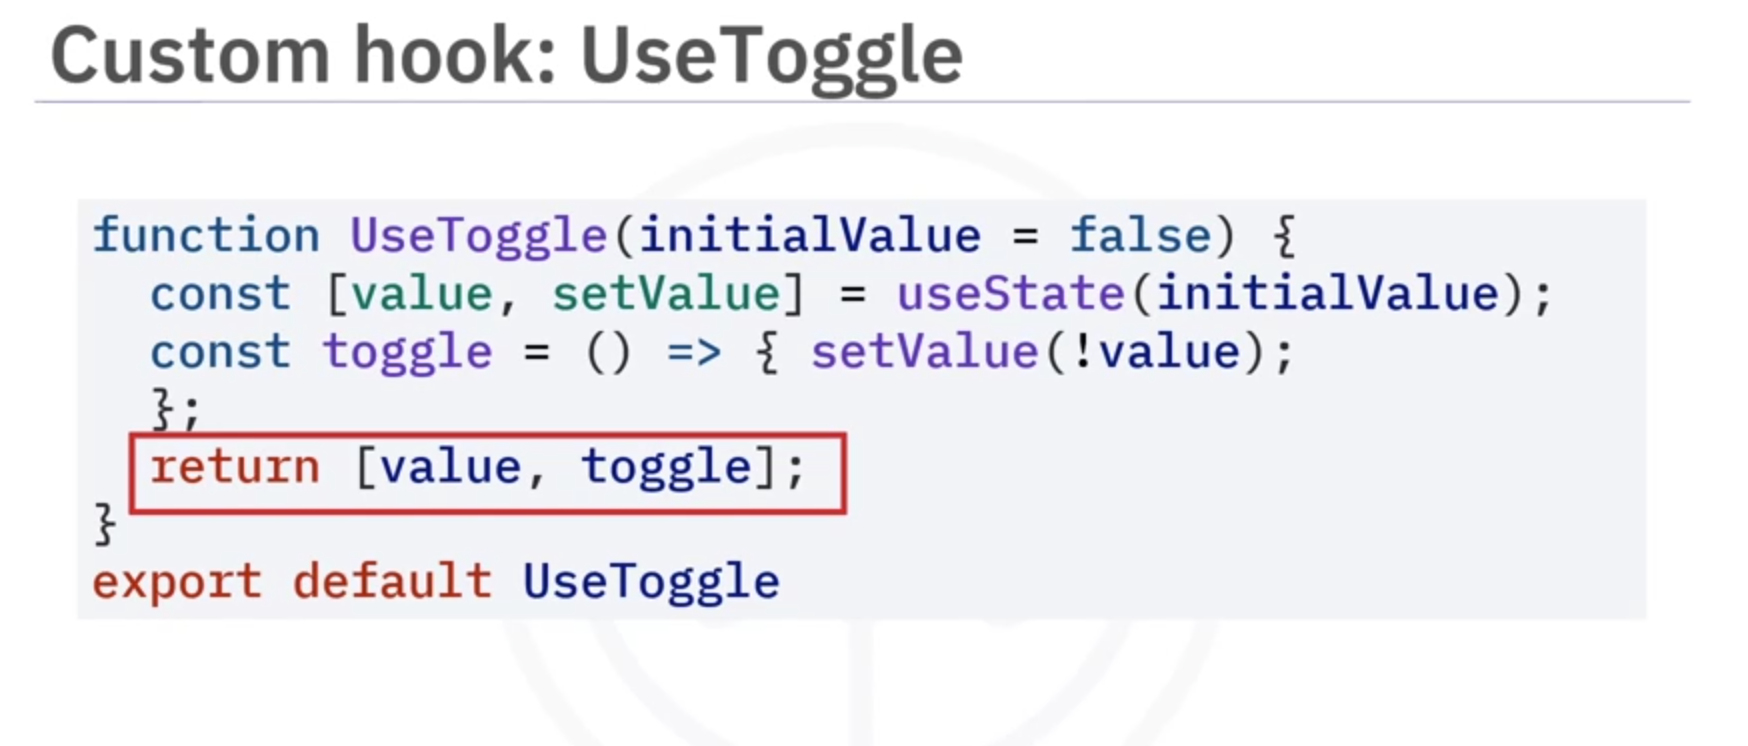 Custom hook: UseToggle
function UseToggle(initialValue = false) {
  const [value, setValue] = useState(initialValue);
  const toggle = () => { setValue(!value);
  };
  return [value, toggle];
}
export default UseToggle